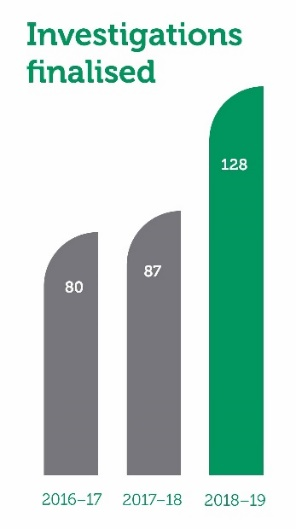 Investigations
finalised
128
87
80
2016–17 2017–18 2018–19